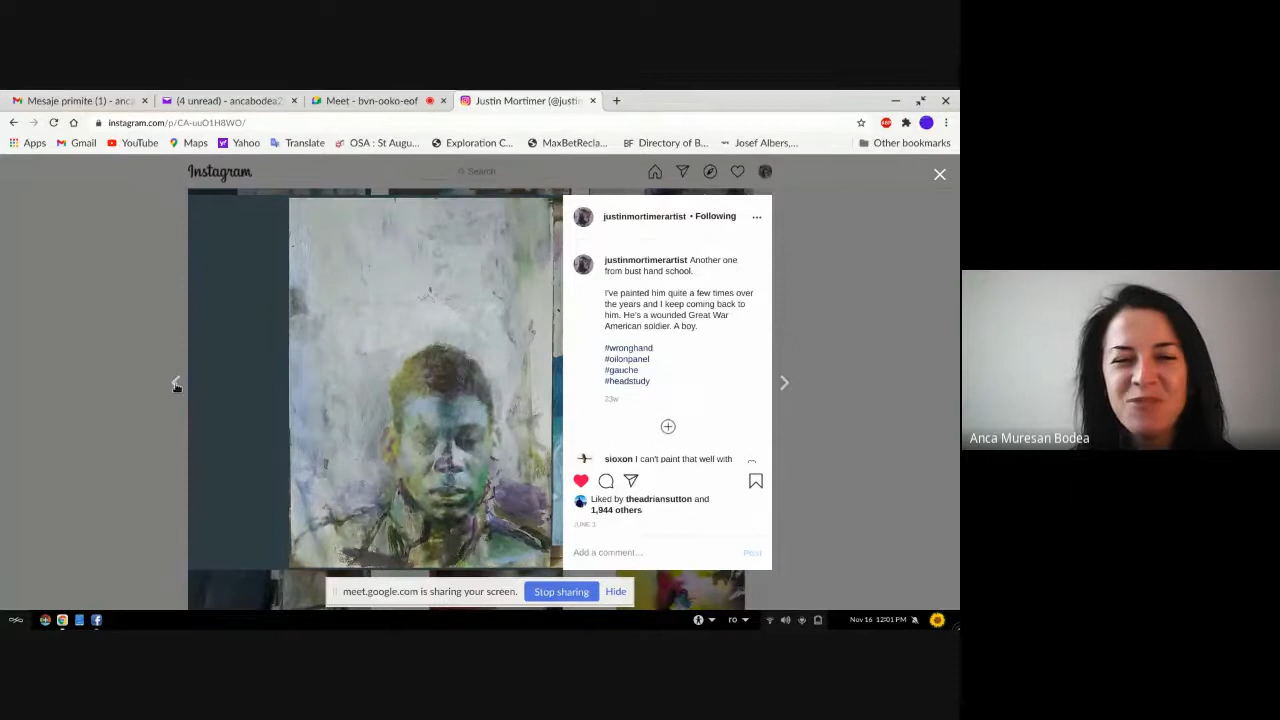 Mesaje primite (1) - anca
(4 unread) - ancabodea2
Meet - bvn-ooko-eof
Justin Mortimer (@justin
instagram.com/p/CA-uuO1H8WO/
Apps
Gmail
YouTube
Maps
Yahoo
Translate
OSA : St Augu...
Exploration C...
MaxBetRecla...
BF Directory of B...
Josef Albers,...
Other bookmarks
Instagram
Search
justinmortimerartist • Following
justinmortimerartist Another one
from bust hand school.
I've painted him quite a few times over
the years and I keep coming back to
him. He's a wounded Great War
American soldier. A boy.
#wronghand
#oilonpanel
#gauche
#headstudy
23w
sioxon I can't paint that well with
Liked by theadriansutton and
1,944 others
JUNE 3
Add a comment...
Post
meet.google.com is sharing your screen.
Stop sharing
Hide
ro
Nov 16 12:01 PM
Anca Muresan Bodea